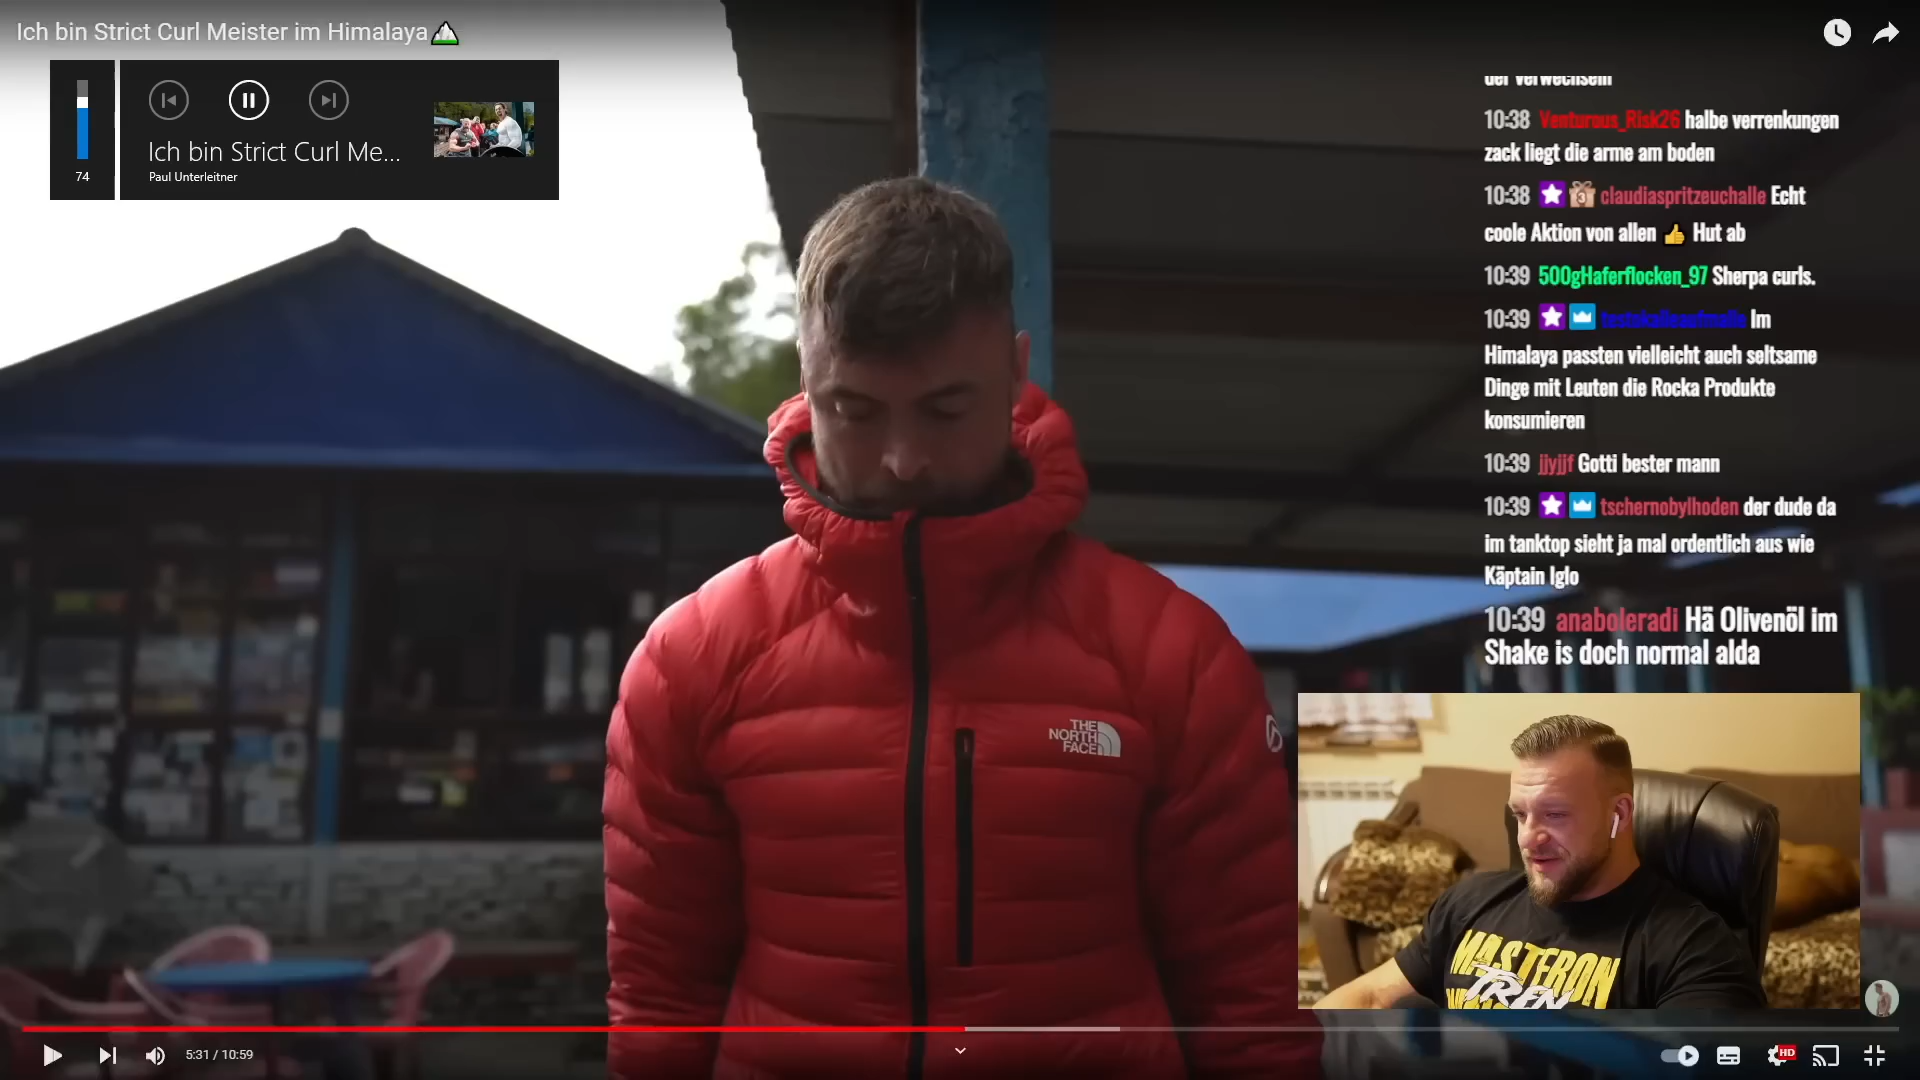 Ich bin Strict Curl Meister im Himalaya
Ich bin Strict Curl Me...
74
Paul Unterleitner
der verwechseln
10:38 Venturous_Risk26 halbe verrenkungen
zack liegt die arme am boden
10:38 3 claudiaspritzeuchalle Echt
coole Aktion von allen 👍 Hut ab
10:39 500gHaferflocken_97 Sherpa curls.
10:39 Im
Himalaya passten vielleicht auch seltsame
Dinge mit Leuten die Rocka Produkte
konsumieren
10:39 jjyjjf Gotti bester mann
10:39 tschernobylhoden der dude da
im tanktop sieht ja mal ordentlich aus wie
Käptain Iglo
10:39 anaboleradi Hä Olivenöl im
Shake is doch normal alda
THE
NORTH
FACE
MASTERON
TREN
5:31 / 10:59
HD